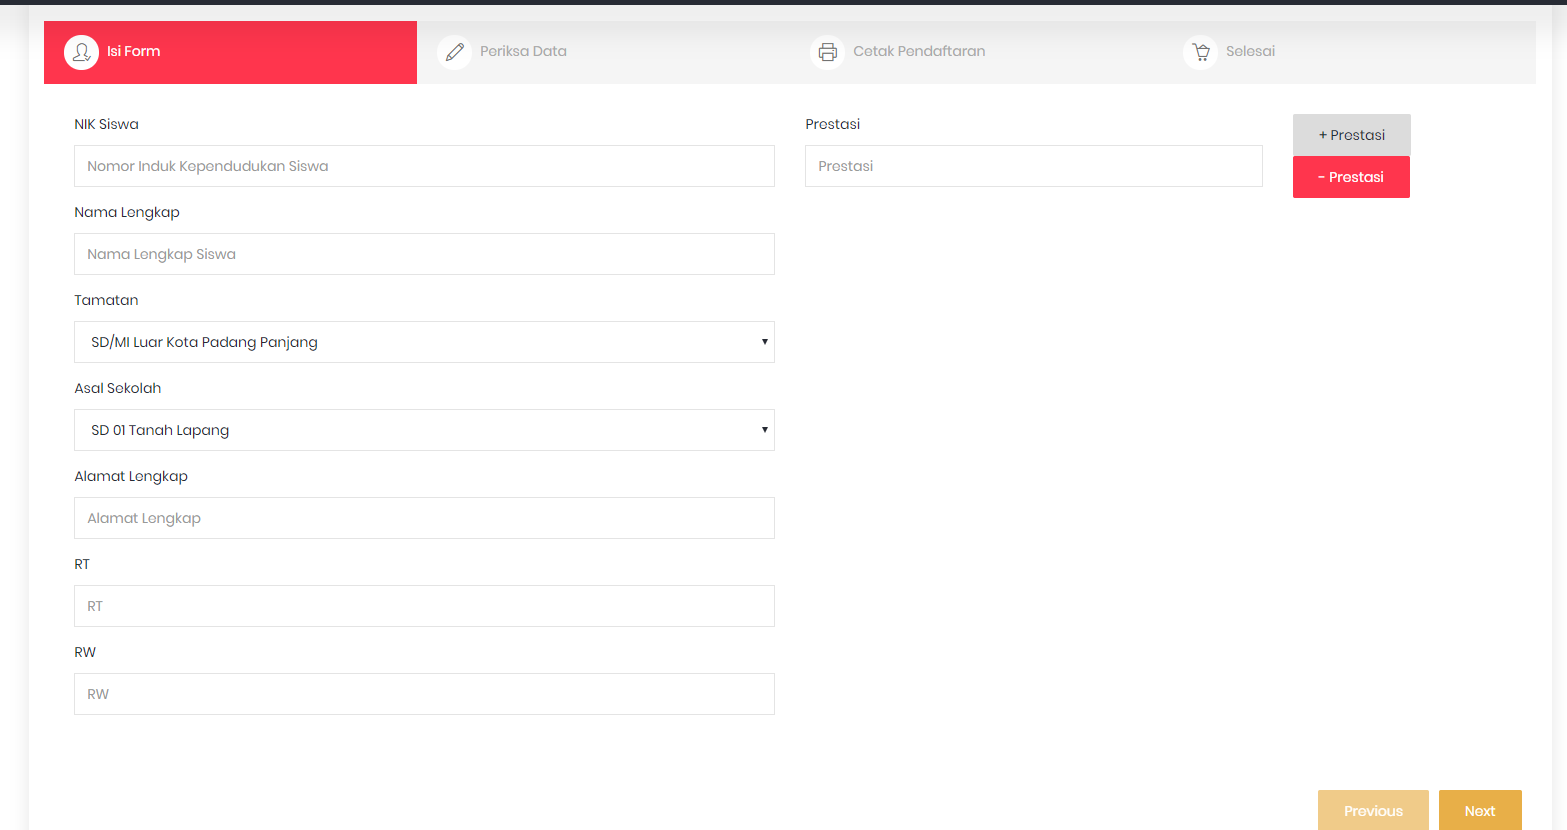 Isi Form
Periksa Data
Cetak Pendaftaran
Selesai
NIK Siswa
Nomor Induk Kependudukan Siswa
Nama Lengkap
Nama Lengkap Siswa
Tamatan
SD/MI Luar Kota Padang Panjang
Asal Sekolah
SD 01 Tanah Lapang
Alamat Lengkap
Alamat Lengkap
RT
RT
RW
RW
Prestasi
Prestasi
+ Prestasi
- Prestasi
Previous
Next